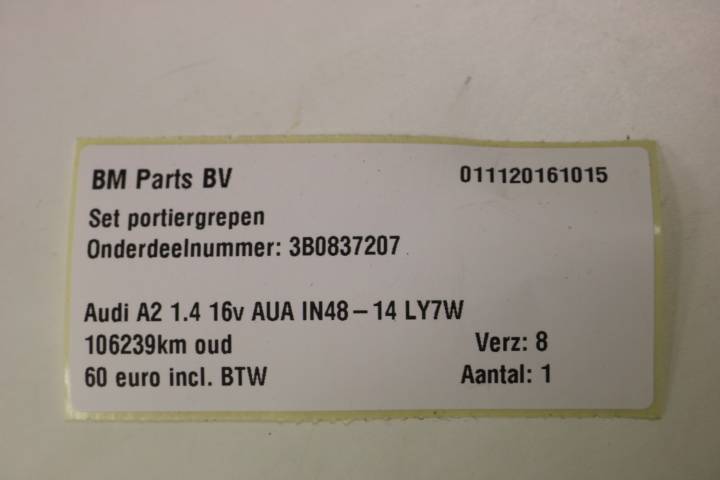 BM Parts BV 011120161015
Set portiergrepen
Onderdeelnummer: 3B0837207
Audi A2 1.4 16v AUA IN48 – 14 LY7W
106239km oud Verz: 8
60 euro incl. BTW Aantal: 1